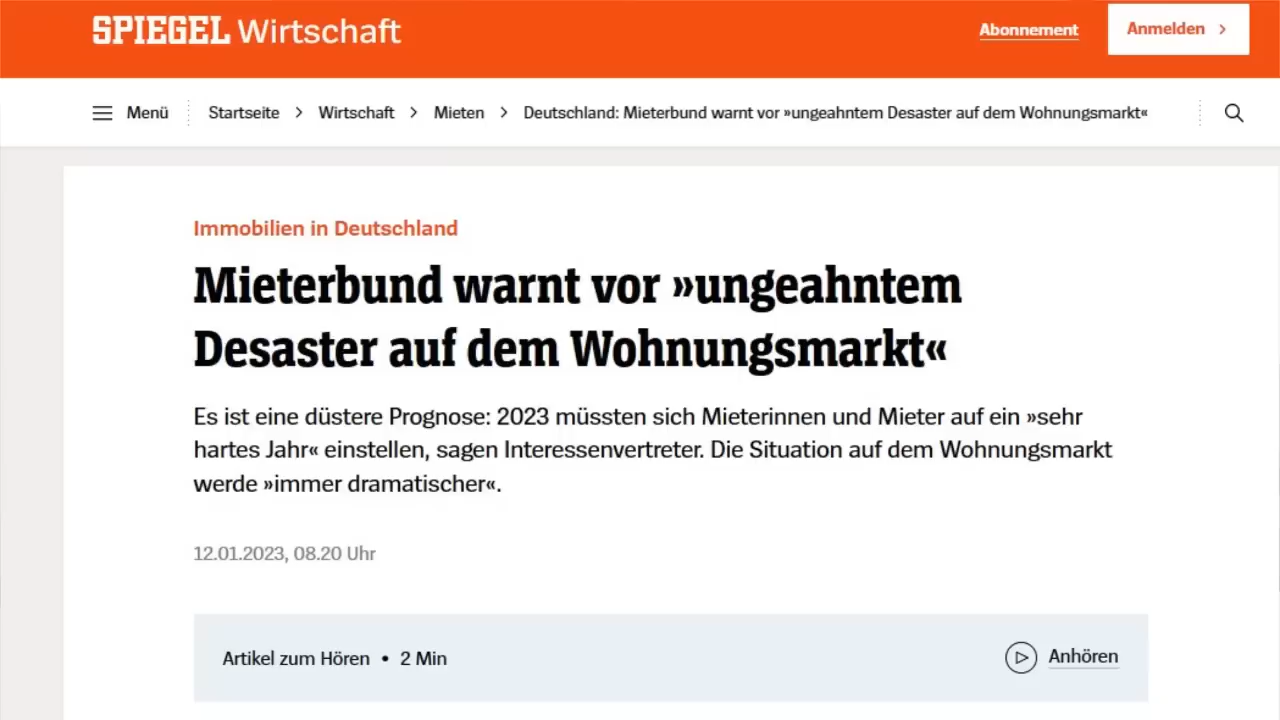 SPIEGEL Wirtschaft
Abonnement
Anmelden
Menü
Startseite > Wirtschaft > Mieten > Deutschland: Mieterbund warnt vor »ungeahntem Desaster auf dem Wohnungsmarkt«
Immobilien in Deutschland
Mieterbund warnt vor »ungeahntem
Desaster auf dem Wohnungsmarkt«
Es ist eine düstere Prognose: 2023 müssten sich Mieterinnen und Mieter auf ein »sehr
hartes Jahr« einstellen, sagen Interessenvertreter. Die Situation auf dem Wohnungsmarkt
werde »immer dramatischer«.
12.01.2023, 08.20 Uhr
Artikel zum Hören • 2 Min
Anhören